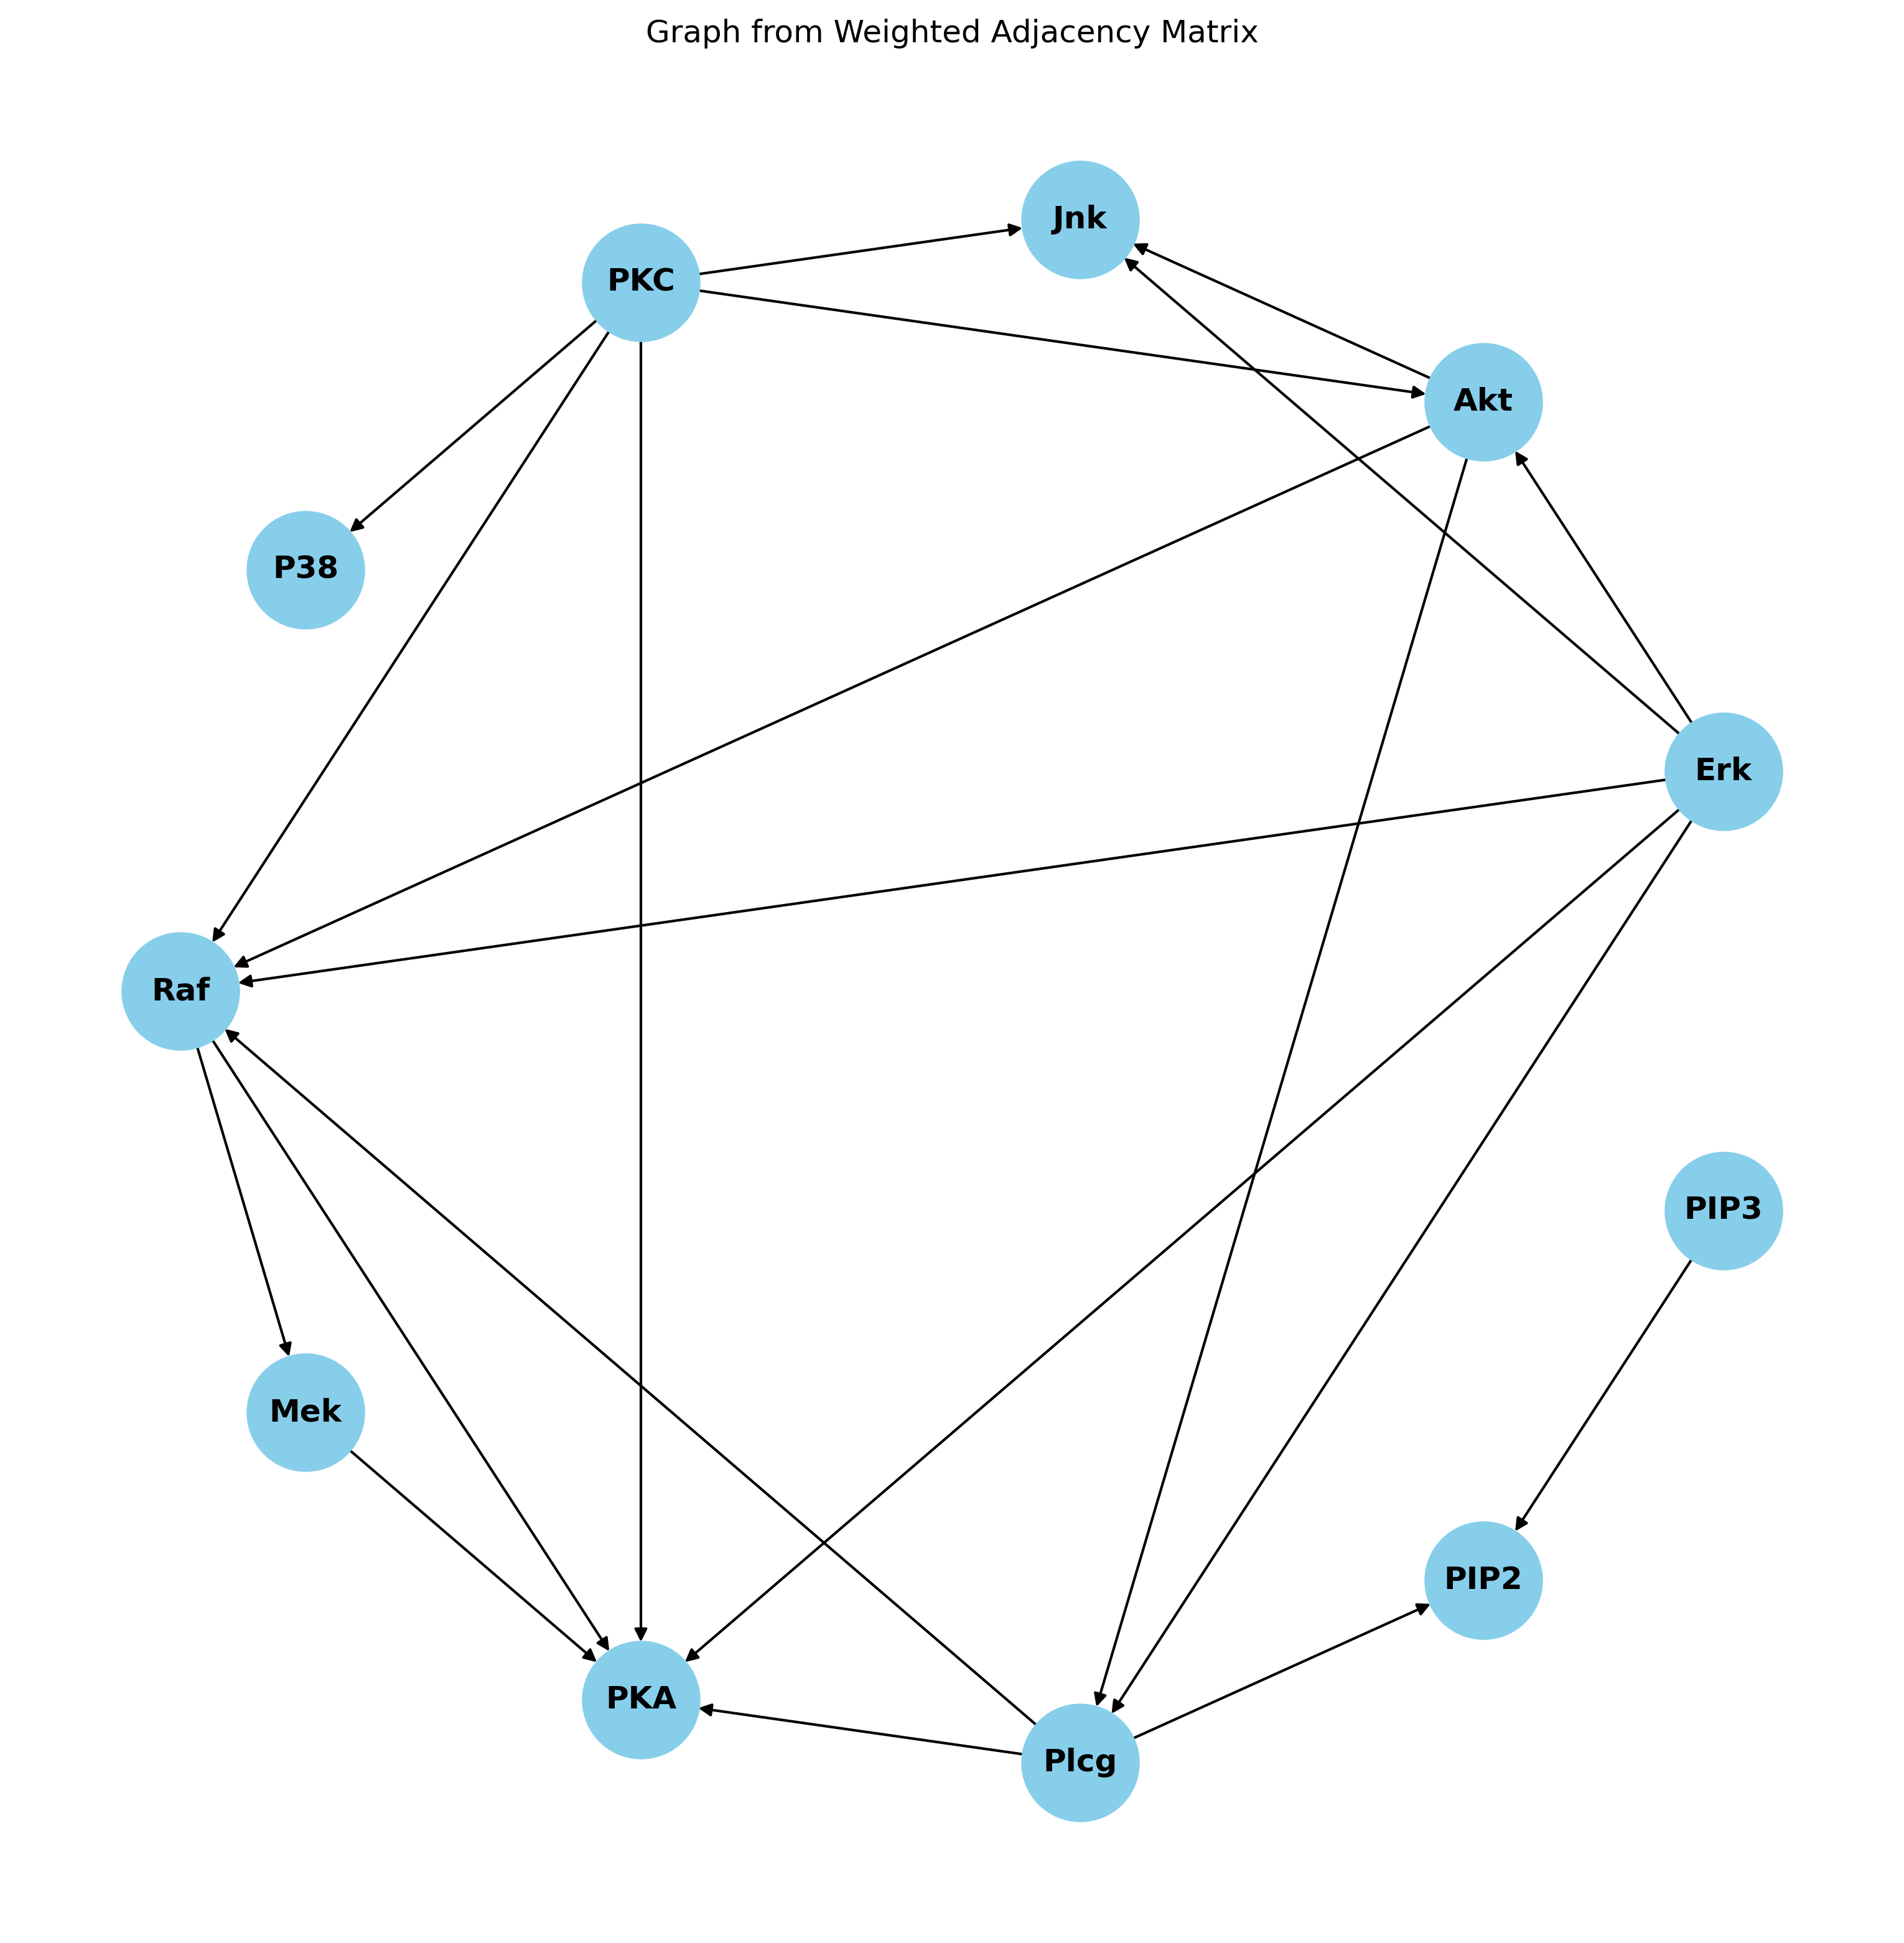 Graph from Weighted Adjacency Matrix
Jnk
PKC
Akt
P38
Erk
Raf
PIP3
Mek
PIP2
PKA
Plcg